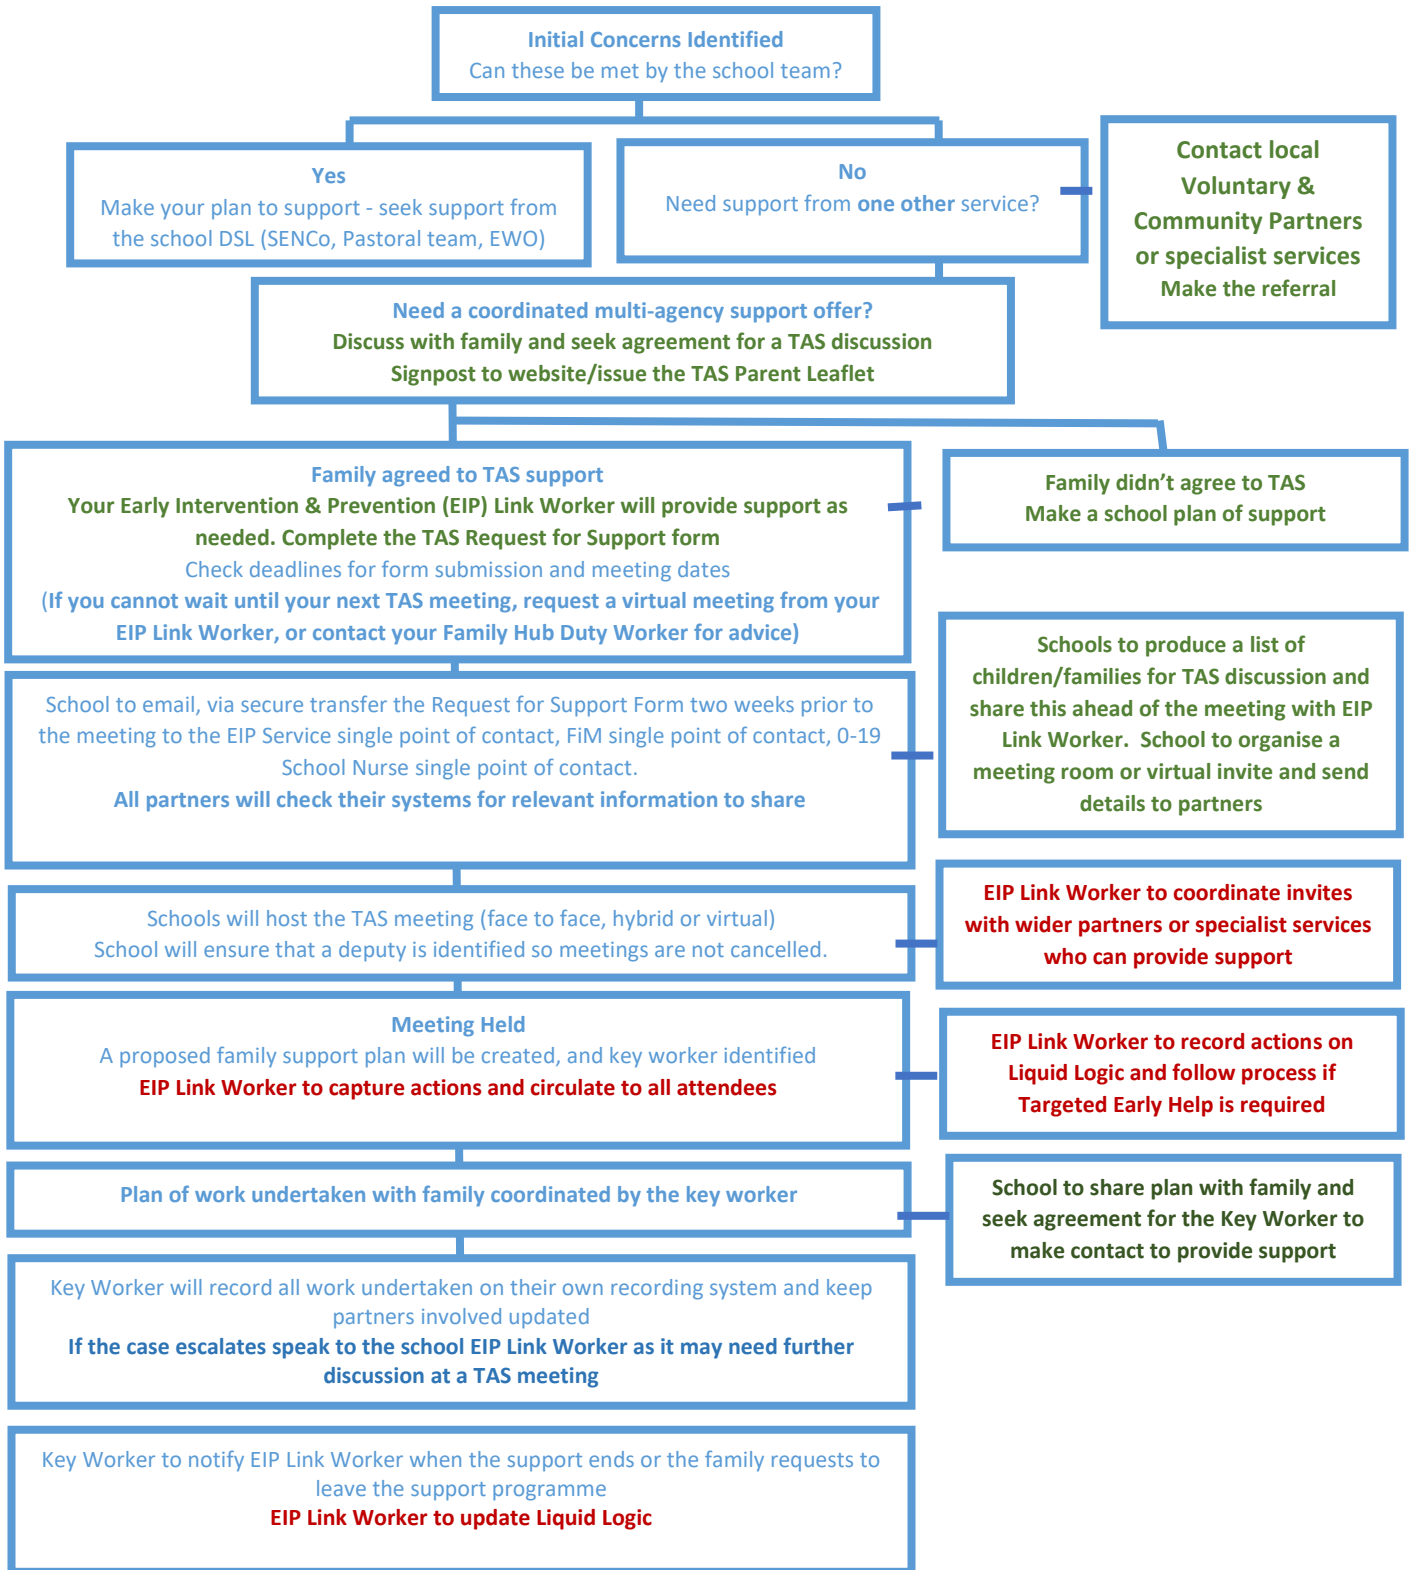 Initial Concerns Identified
Can these be met by the school team?
Yes
Make your plan to support - seek support from
the school DSL (SENCo, Pastoral team, EWO)
No
Need support from one other service?
Contact local
Voluntary &
Community Partners
or specialist services
Make the referral
Need a coordinated multi-agency support offer?
Discuss with family and seek agreement for a TAS discussion
Signpost to website/issue the TAS Parent Leaflet
Family agreed to TAS support
Your Early Intervention & Prevention (EIP) Link Worker will provide support as
needed. Complete the TAS Request for Support form
Check deadlines for form submission and meeting dates
(If you cannot wait until your next TAS meeting, request a virtual meeting from your
EIP Link Worker, or contact your Family Hub Duty Worker for advice)
Family didn't agree to TAS
Make a school plan of support
School to email, via secure transfer the Request for Support Form two weeks prior to
the meeting to the EIP Service single point of contact, FiM single point of contact, 0-19
School Nurse single point of contact.
All partners will check their systems for relevant information to share
Schools to produce a list of
children/families for TAS discussion and
share this ahead of the meeting with EIP
Link Worker.  School to organise a
meeting room or virtual invite and send
details to partners
Schools will host the TAS meeting (face to face, hybrid or virtual)
School will ensure that a deputy is identified so meetings are not cancelled.
EIP Link Worker to coordinate invites
with wider partners or specialist services
who can provide support
Meeting Held
A proposed family support plan will be created, and key worker identified
EIP Link Worker to capture actions and circulate to all attendees
EIP Link Worker to record actions on
Liquid Logic and follow process if
Targeted Early Help is required
Plan of work undertaken with family coordinated by the key worker
School to share plan with family and
seek agreement for the Key Worker to
make contact to provide support
Key Worker will record all work undertaken on their own recording system and keep
partners involved updated
If the case escalates speak to the school EIP Link Worker as it may need further
discussion at a TAS meeting
Key Worker to notify EIP Link Worker when the support ends or the family requests to
leave the support programme
EIP Link Worker to update Liquid Logic